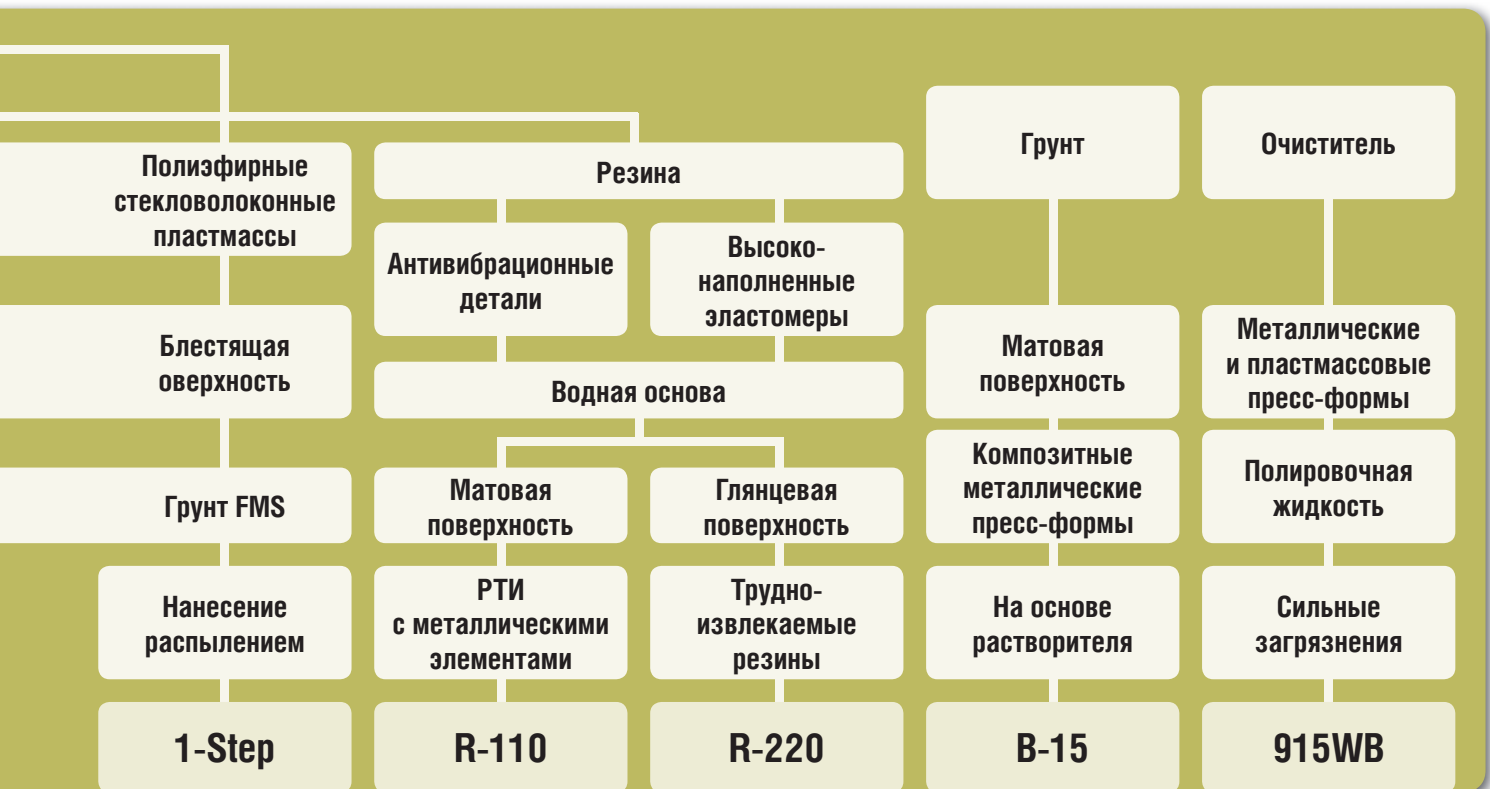 Полиэфирные
стекловолоконные
пластмассы
Блестящая
оверхность
Грунт FMS
Нанесение
распылением
1-Step
Резина
Антивибрационные
детали
Высоко-
наполненные
эластомеры
Водная основа
Матовая
поверхность
Глянцевая
поверхность
РТИ
с металлическими
элементами
Трудно-
извлекаемые
резины
R-110
R-220
Грунт
Матовая
поверхность
Композитные
металлические
пресс-формы
На основе
растворителя
B-15
Очиститель
Металлические
и пластмассовые
пресс-формы
Полировочная
жидкость
Сильные
загрязнения
915WB